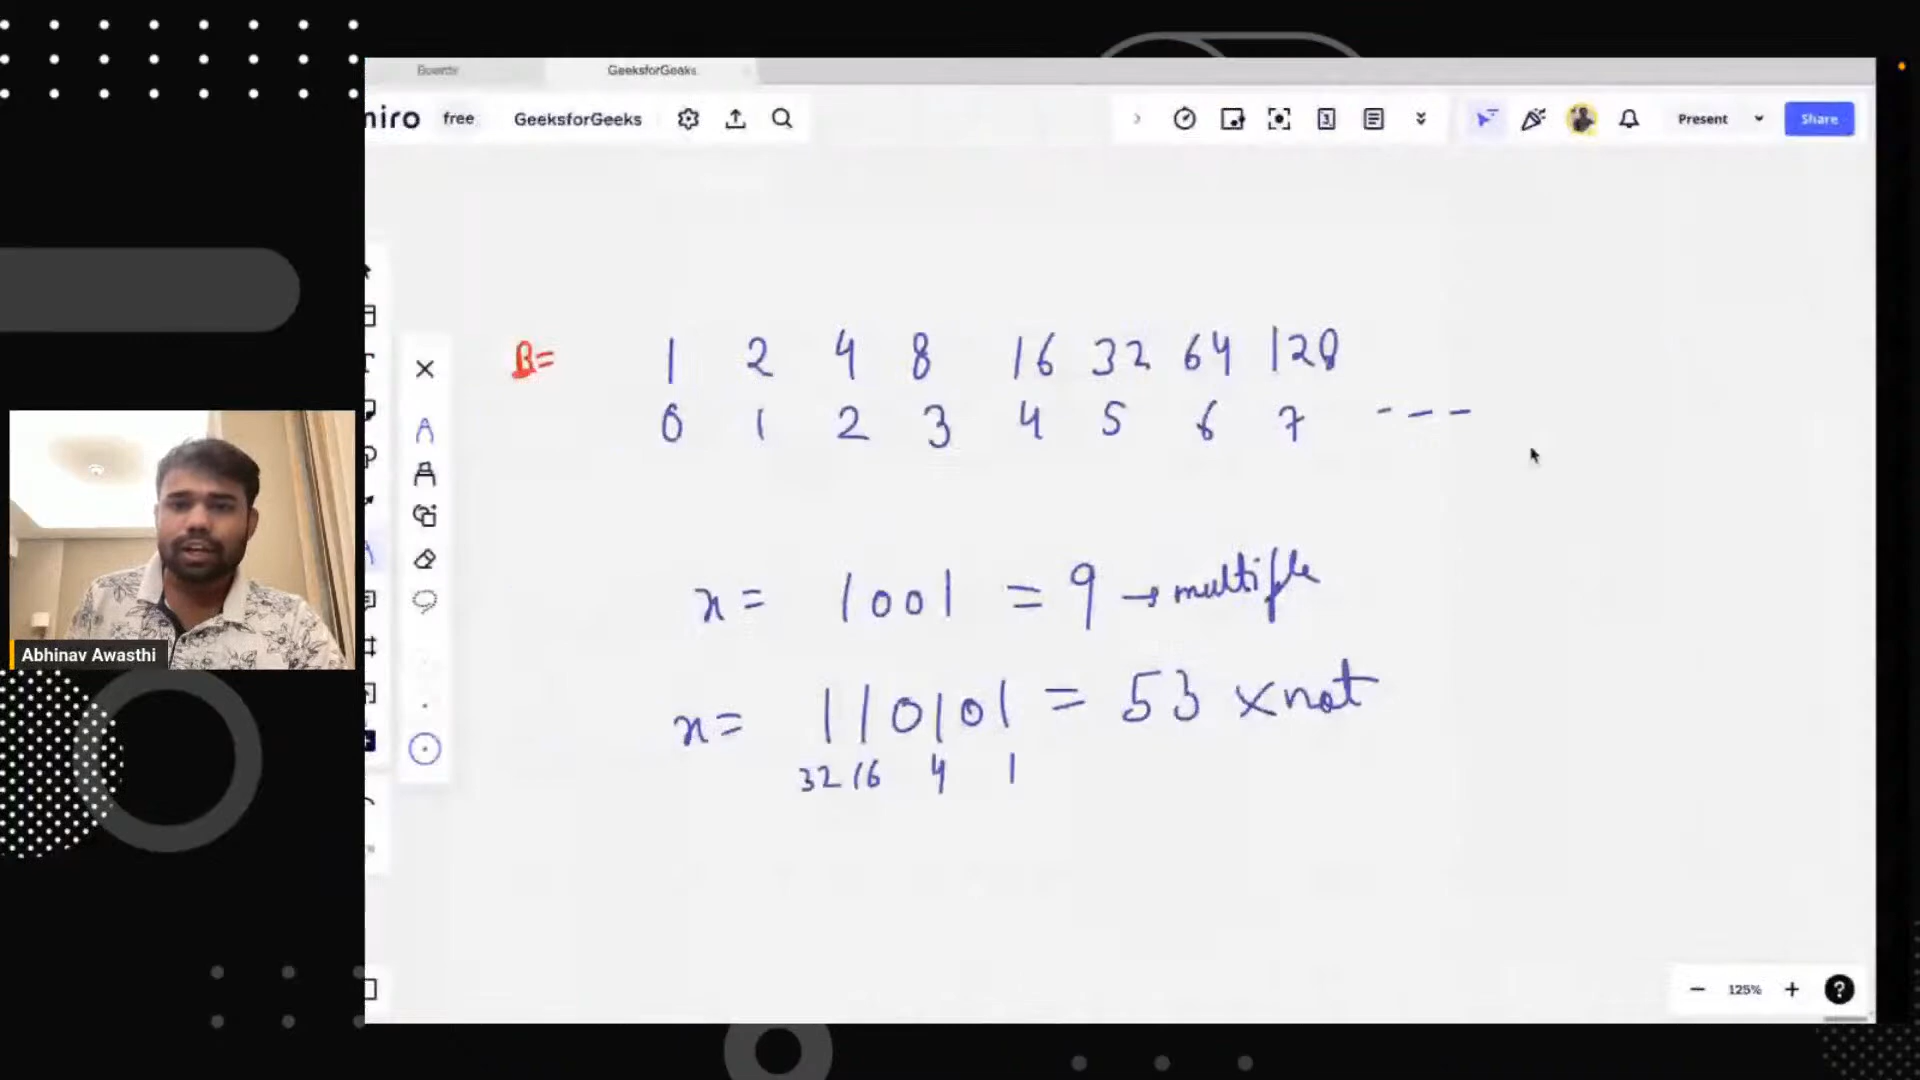 Boards GeeksforGeeks
miro free GeeksforGeeks Present Share
B= 1 2 4 8 16 32 64 128
0 1 2 3 4 5 6 7 ---
x= 1001 = 9 → multiple
x= 110101 = 53 x not
32 16 4 1
Abhinav Awasthi
125%